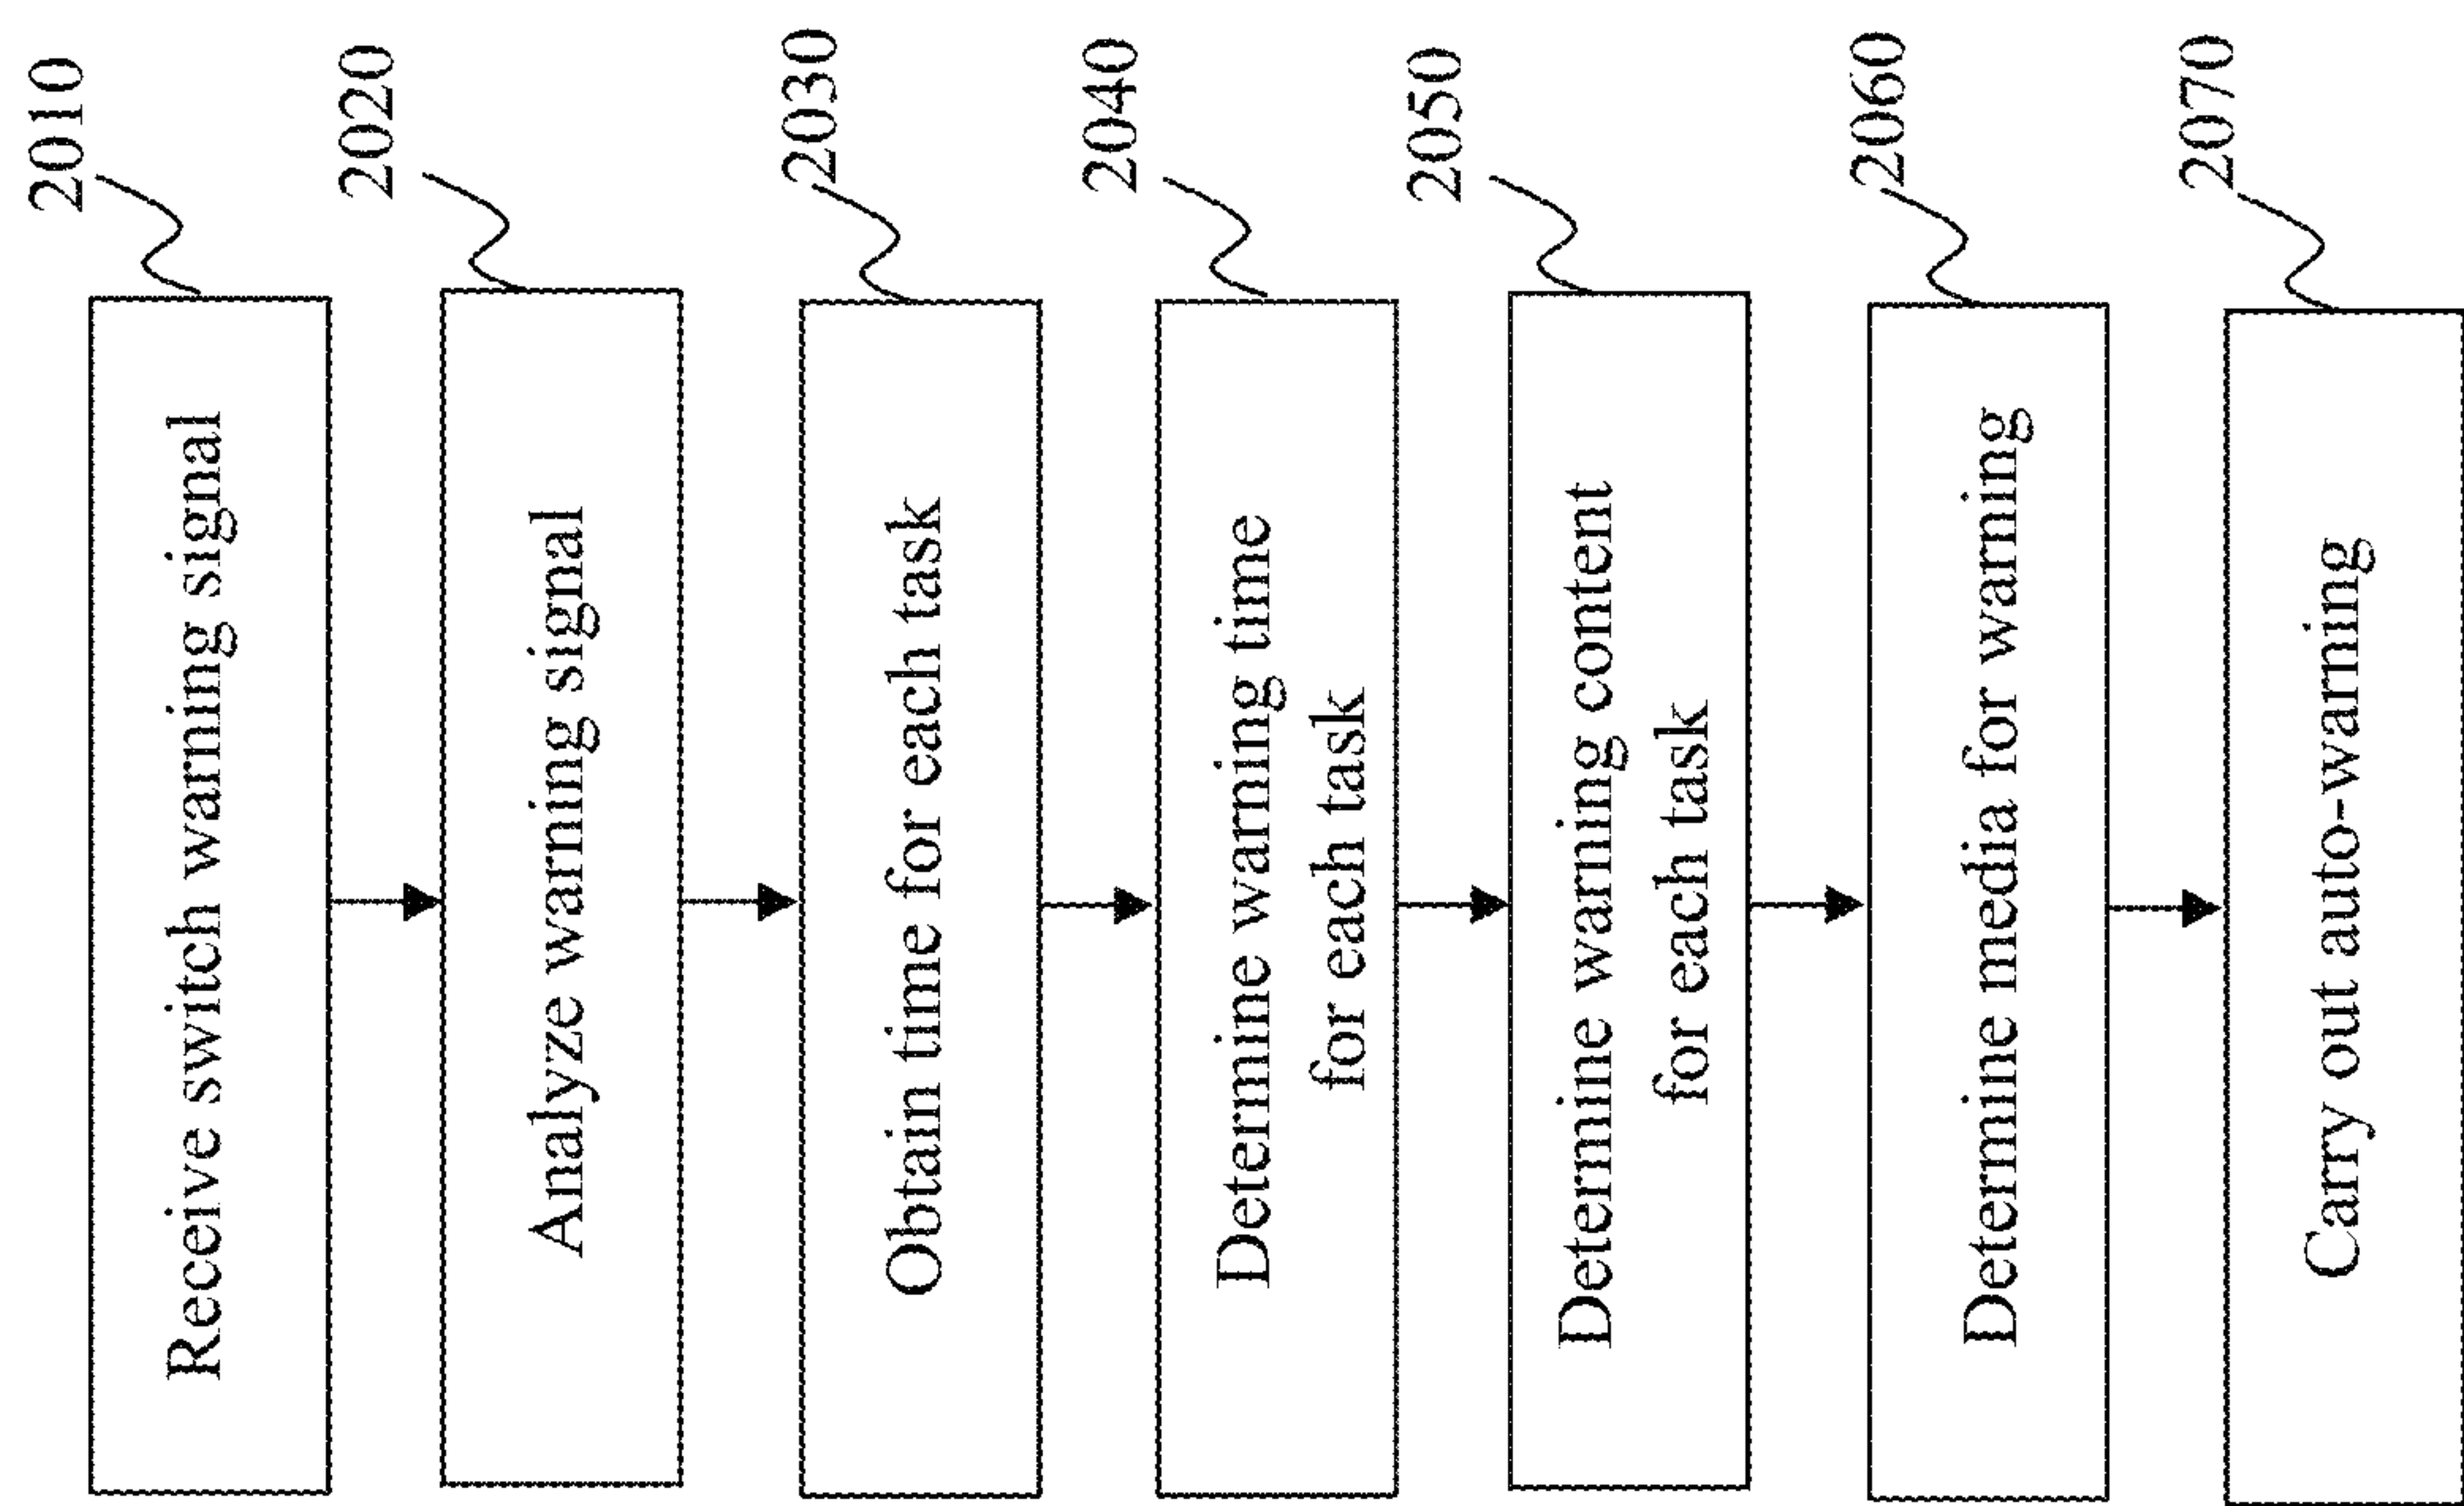 2010
Receive switch warning signal
2020
Analyze warning signal
2030
Obtain time for each task
2040
Determine warning time
for each task
2050
Determine warning content
for each task
2060
Determine media for warning
2070
Carry out auto-warning